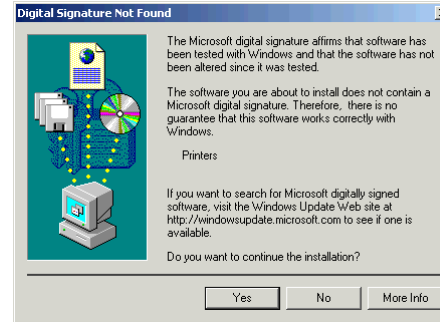 Digital Signature Not Found
The Microsoft digital signature affirms that software has
been tested with Windows and that the software has not
been altered since it was tested.
The software you are about to install does not contain a
Microsoft digital signature. Therefore, there is no
guarantee that this software works correctly with
Windows.
Printers
If you want to search for Microsoft digitally signed
software, visit the Windows Update Web site at
http://windowsupdate.microsoft.com to see if one is
available.
Do you want to continue the installation?
Yes No More Info